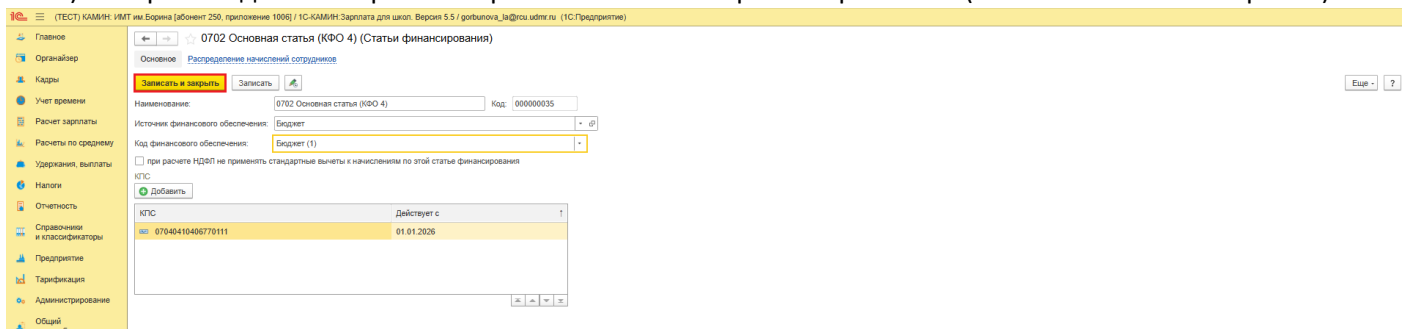 1С (ТЕСТ) КАМИН: ИМТ им.Борина [абонент 250, приложение 1006] / 1С-КАМИН:Зарплата для школ. Версия 5.5 / gorbunova_la@rcu.udmr.ru (1С:Предприятие)
Главное
Органайзер
Кадры
Учет времени
Расчет зарплаты
Расчеты по среднему
Удержания, выплаты
Налоги
Отчетность
Справочники
и классификаторы
Предприятие
Тарификация
Администрирование
Общий
0702 Основная статья (КФО 4) (Статьи финансирования)
Основное Распределение начислений сотрудников
Записать и закрыть Записать Еще ?
Наименование: 0702 Основная статья (КФО 4) Код: 000000035
Источник финансового обеспечения: Бюджет
Код финансового обеспечения: Бюджет (1)
при расчете НДФЛ не применять стандартные вычеты к начислениям по этой статье финансирования
КПС
Добавить
КПС Действует с
07040410406770111 01.01.2026